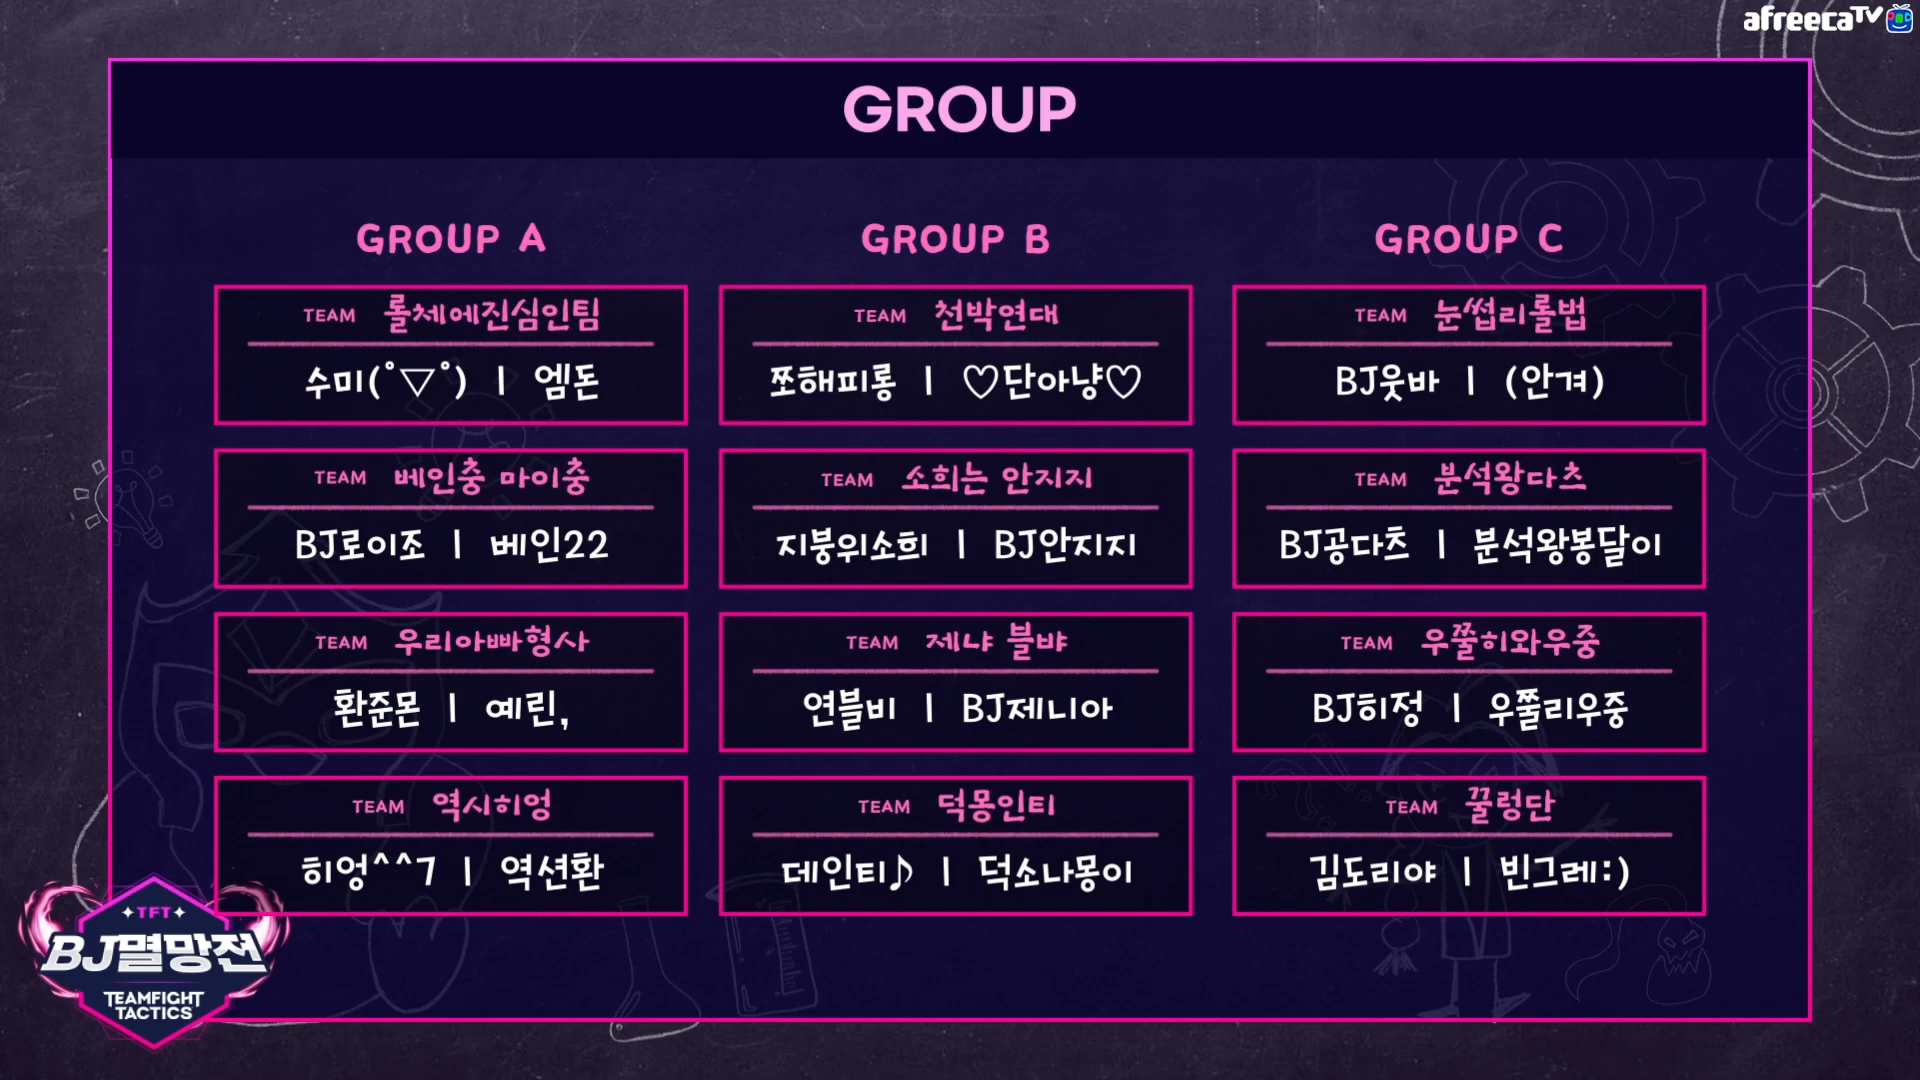 afreecaTV
GROUP
GROUP A
TEAM 롤체에진심인팀
수미(˚▽˚) | 엠돈
TEAM 베인충 마이충
BJ로이조 | 베인22
TEAM 우리아빠형사
환준몬 | 예린,
TEAM 역시히엉
히엉^^7 | 역션환
GROUP B
TEAM 천박연대
쪼해피롱 | ♡단아냥♡
TEAM 소희는 안지지
지붕위소희 | BJ안지지
TEAM 제냐 블뱌
연블비 | BJ제니아
TEAM 덕몽인티
데인티♪ | 덕소나몽이
GROUP C
TEAM 눈썹리롤법
BJ웃바 | (안겨)
TEAM 분석왕다츠
BJ공다츠 | 분석왕봉달이
TEAM 우쭐히와우중
BJ히정 | 우쭐리우중
TEAM 꿀렁단
김도리야 | 빈그레:)
TFT
BJ멸망전
TEAMFIGHT
TACTICS